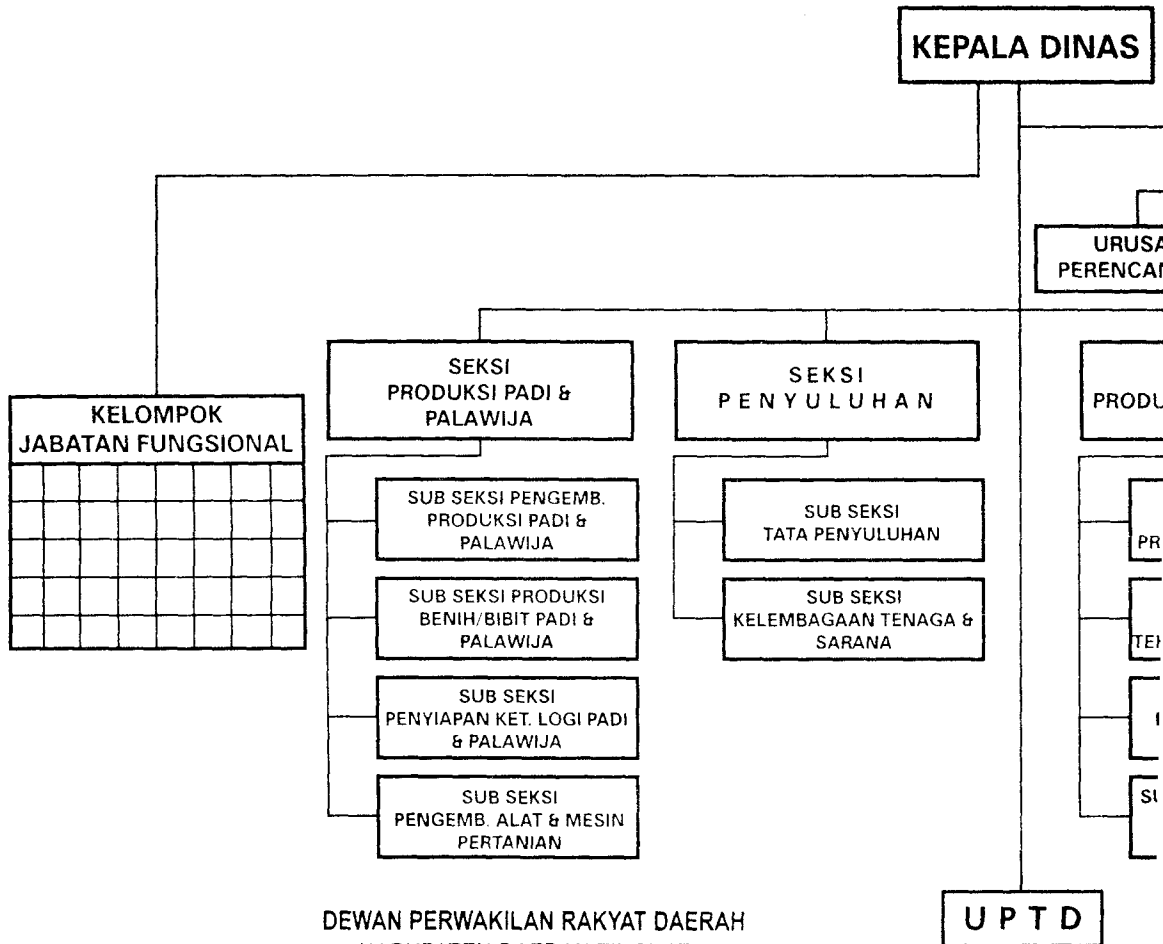 KEPALA DINAS
KELOMPOK
JABATAN FUNGSIONAL
SEKSI
PRODUKSI PADI &
PALAWIJA
SUB SEKSI PENGEMB.
PRODUKSI PADI &
PALAWIJA
SUB SEKSI PRODUKSI
BENIH/BIBIT PADI &
PALAWIJA
SUB SEKSI
PENYIAPAN KET. LOGI PADI
& PALAWIJA
SUB SEKSI
PENGEMB. ALAT & MESIN
PERTANIAN
SEKSI
PENYULUHAN
SUB SEKSI
TATA PENYULUHAN
SUB SEKSI
KELEMBAGAAN TENAGA &
SARANA
UPTD
DEWAN PERWAKILAN RAKYAT DAERAH